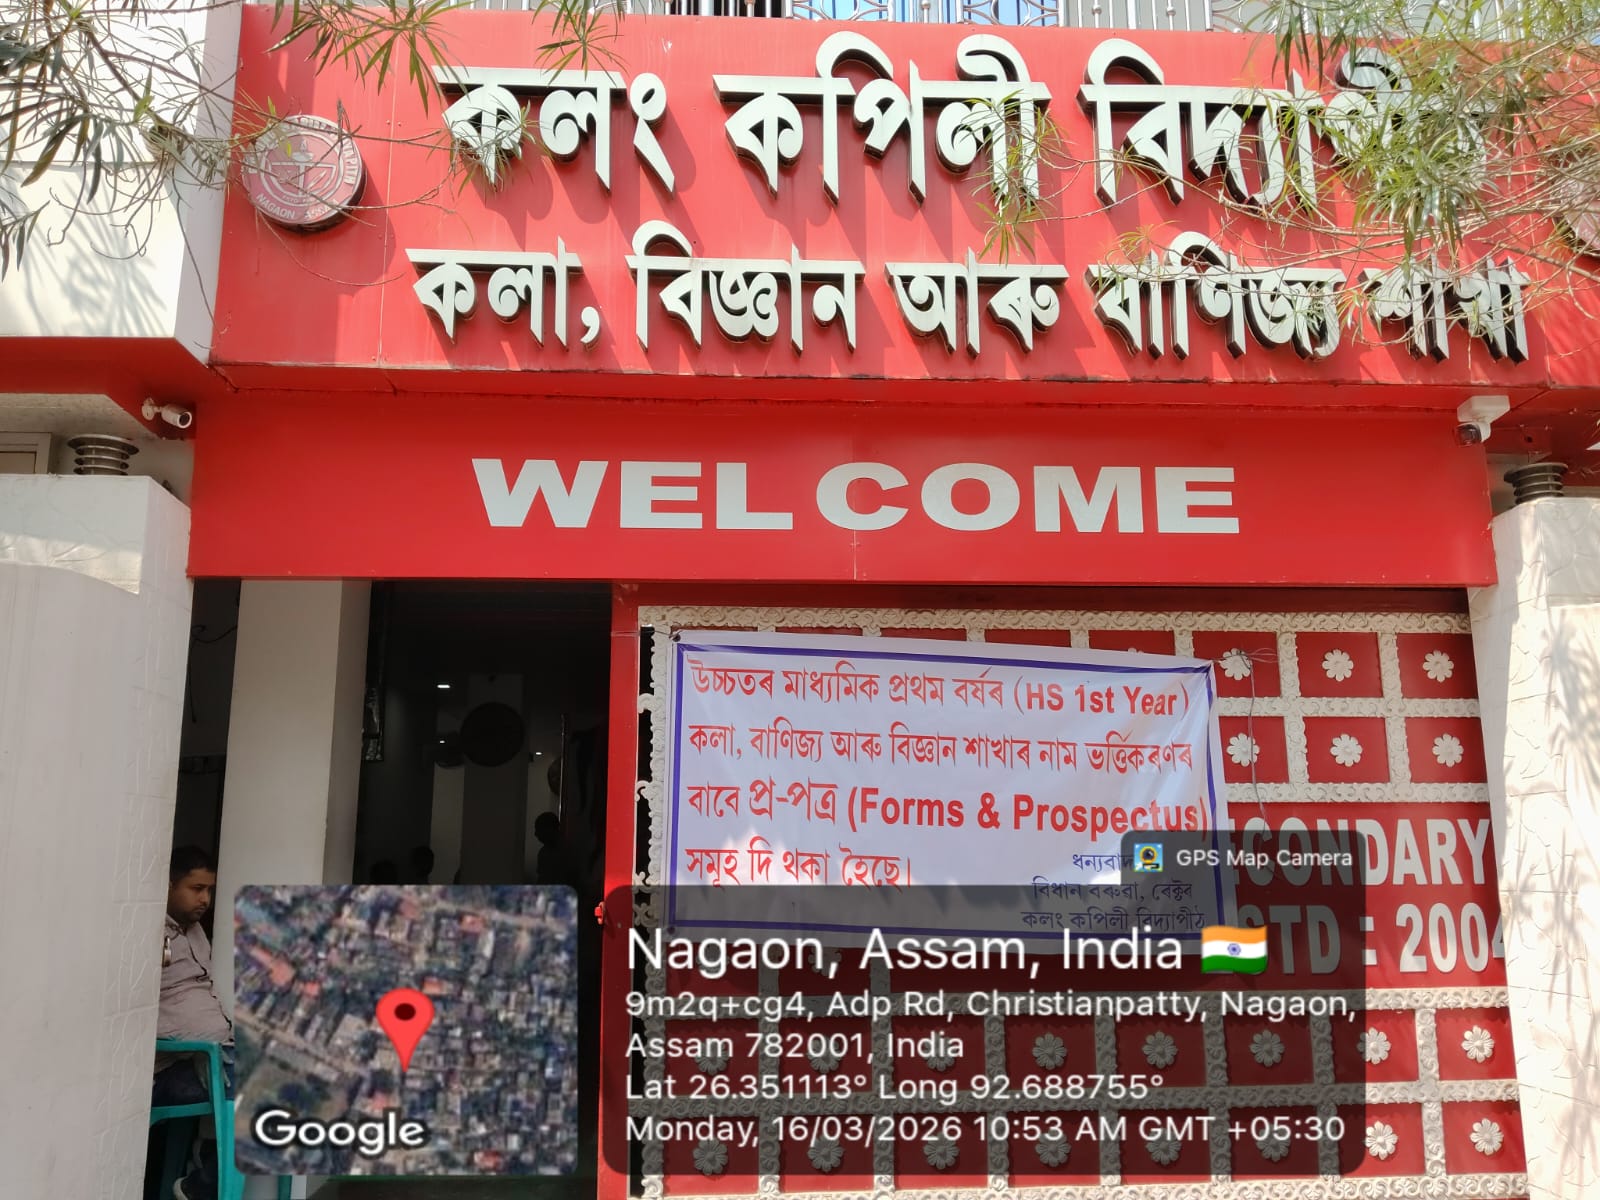 কলং কপিলী বিদ্যাপীঠ
কলা, বিজ্ঞান আৰু বাণিজ্য শাখা
NAGAON
WELCOME
উচ্চতৰ মাধ্যমিক প্ৰথম বৰ্ষৰ (HS 1st Year)
কলা, বাণিজ্য আৰু বিজ্ঞান শাখাৰ নাম ভৰ্ত্তিকৰণৰ
বাবে প্ৰ-পত্ৰ (Forms & Prospectus)
সমূহ দি থকা হৈছে।
ধন্যবাদ
বিধান বৰুৱা, ৰেক্টৰ
কলং কপিলী বিদ্যাপীঠ
CONDARY
STD : 2004
GPS Map Camera
Nagaon, Assam, India
9m2q+cg4, Adp Rd, Christianpatty, Nagaon,
Assam 782001, India
Lat 26.351113° Long 92.688755°
Monday, 16/03/2026 10:53 AM GMT +05:30
Google